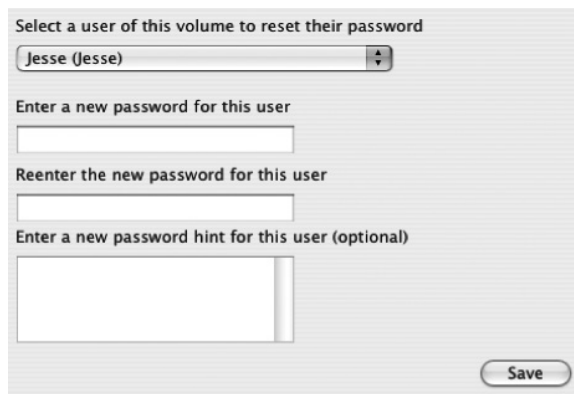 Select a user of this volume to reset their password
Jesse (Jesse)
Enter a new password for this user
Reenter the new password for this user
Enter a new password hint for this user (optional)
Save